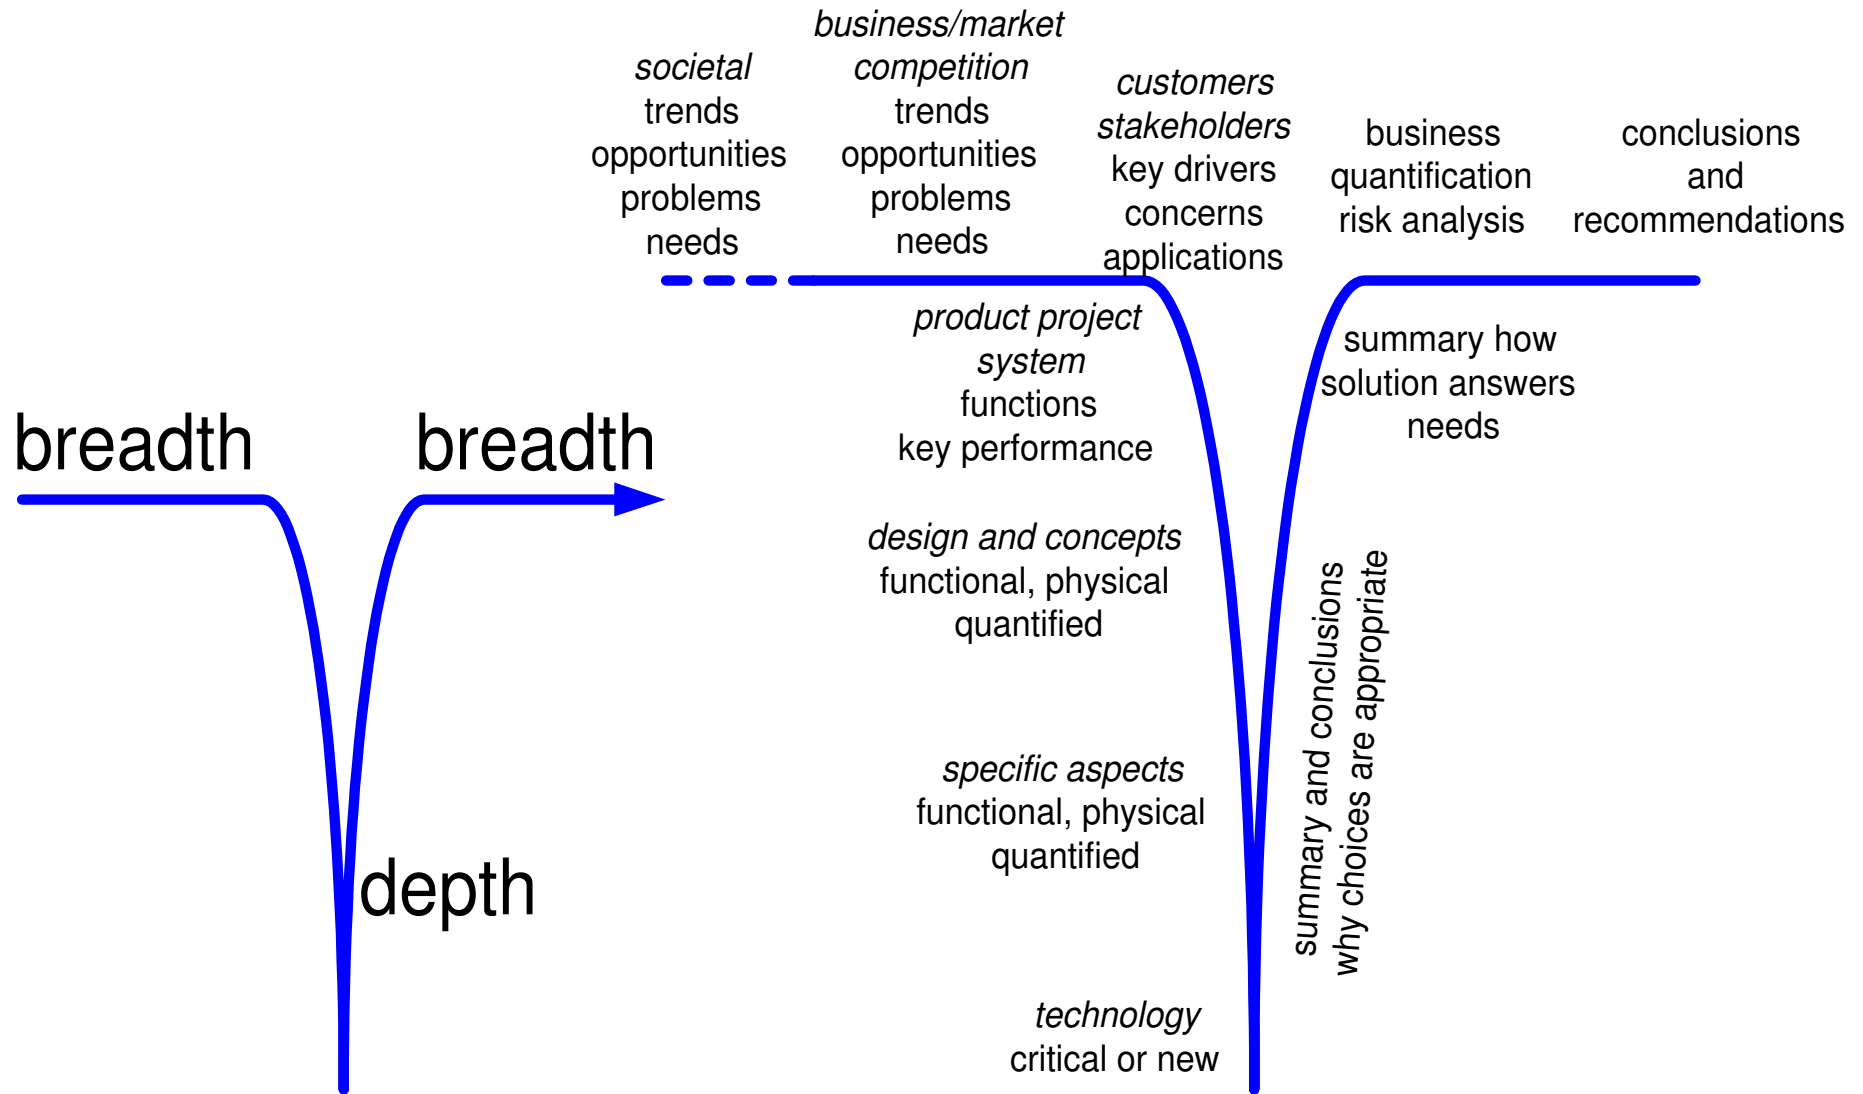 breadth
breadth
depth
societal
trends
opportunities
problems
needs
business/market
competition
trends
opportunities
problems
needs
customers
stakeholders
key drivers
concerns
applications
business
quantification
risk analysis
conclusions
and
recommendations
product project
system
functions
key performance
design and concepts
functional, physical
quantified
specific aspects
functional, physical
quantified
technology
critical or new
summary and conclusions
why choices are appropriate
summary how
solution answers
needs